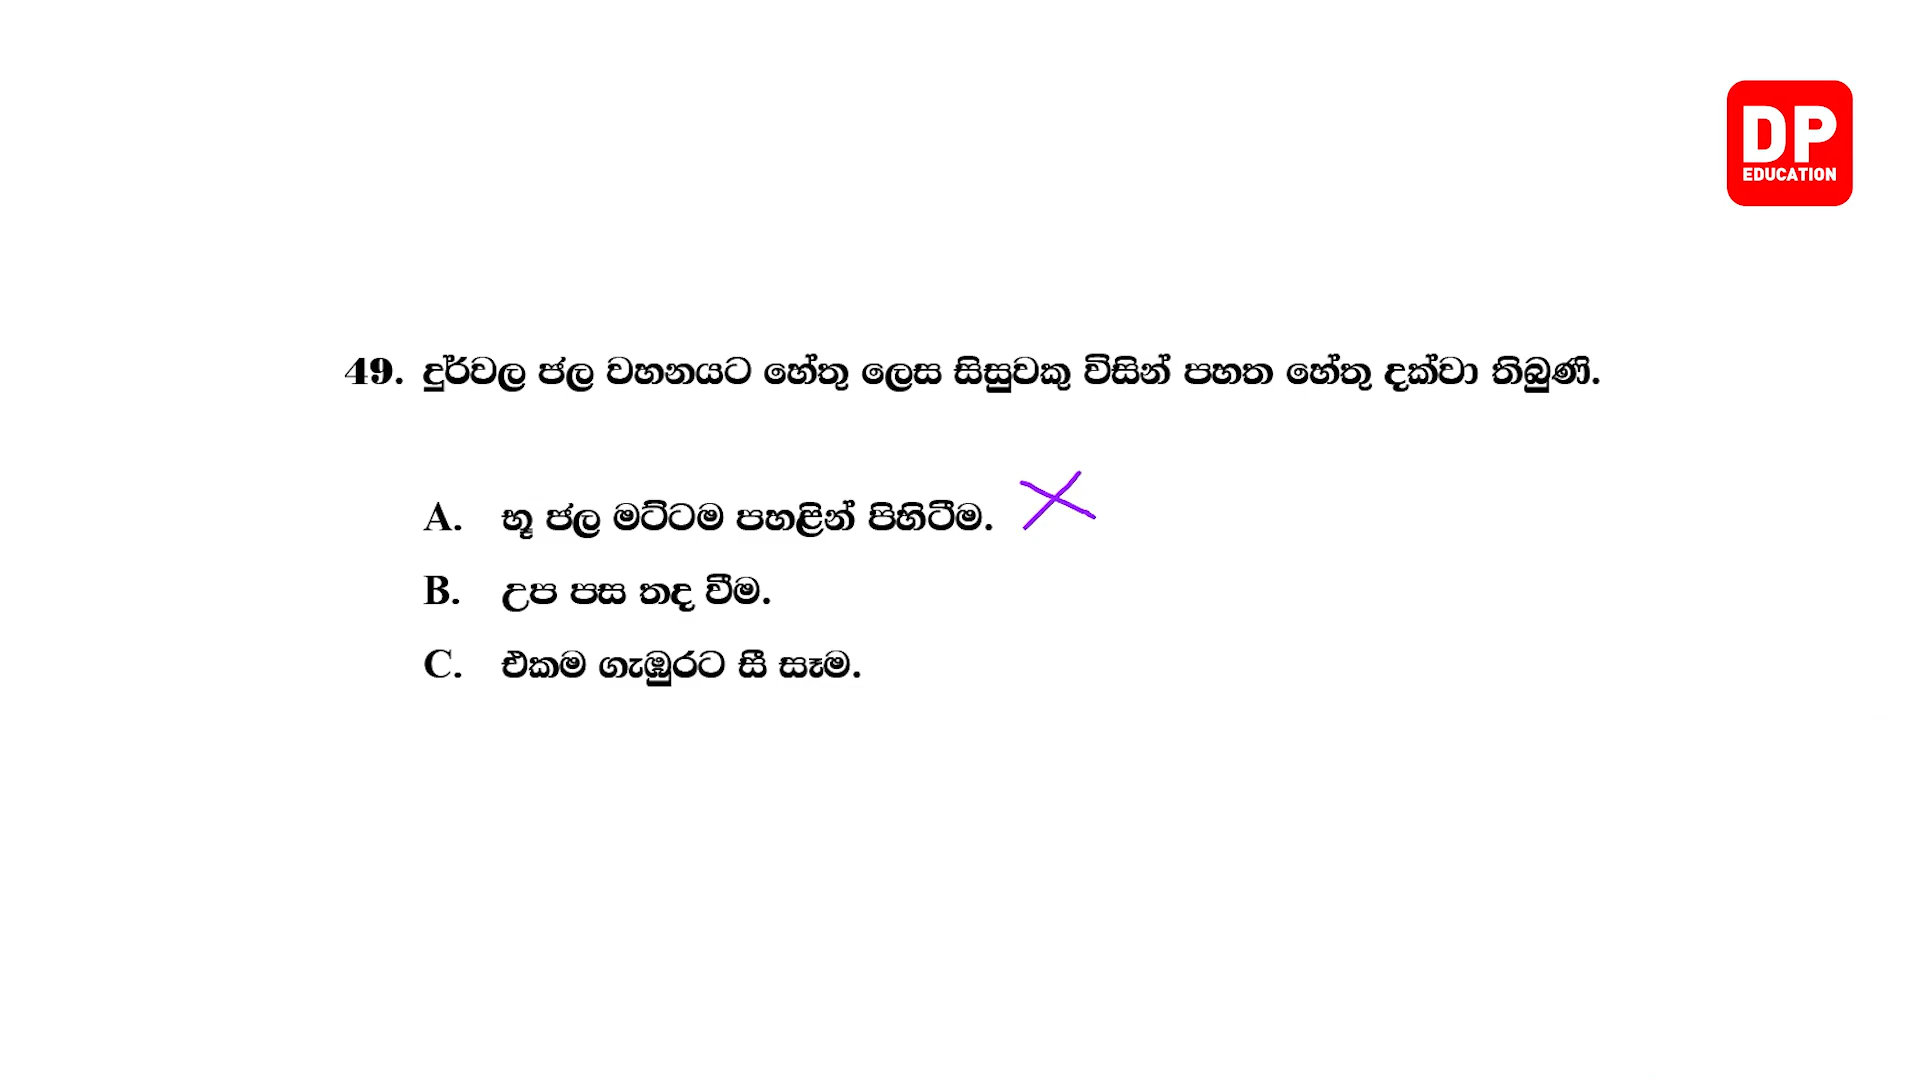 DP
EDUCATION
49. දුර්වල ජල වහනයට හේතු ලෙස සිසුවකු විසින් පහත හේතු දක්වා තිබුණි.
A. භූ ජල මට්ටම පහළින් පිහිටීම.
B. උප පස තද වීම.
C. එකම ගැඹුරට සී සෑම.